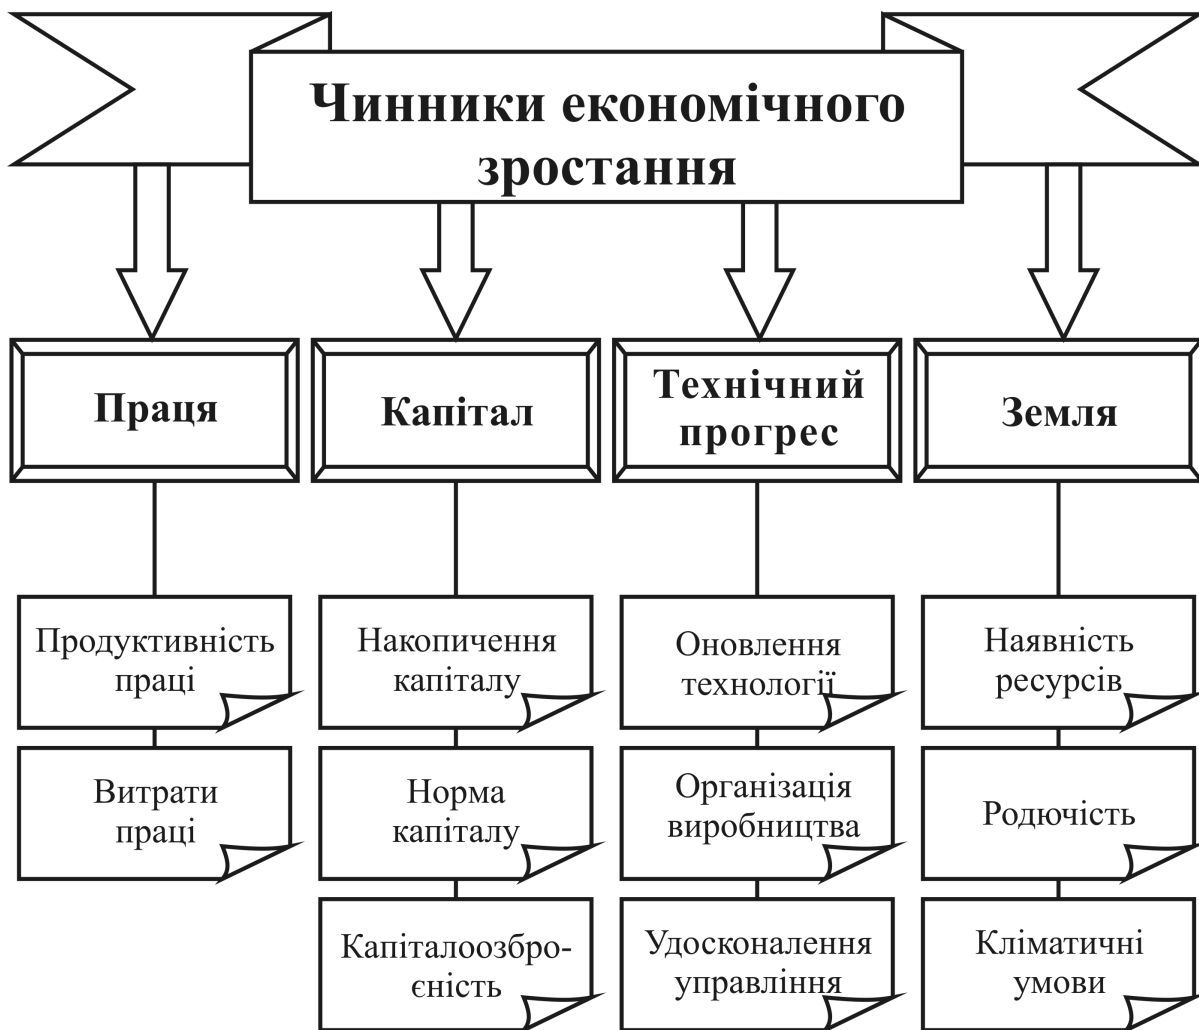 Чинники економічного
зростання
Праця
Капітал
Технічний
прогрес
Земля
Продуктивність
праці
Накопичення
капіталу
Оновлення
технології
Наявність
ресурсів
Витрати
праці
Норма
капіталу
Організація
виробництва
Родючість
Капіталоозбро-
єність
Удосконалення
управління
Кліматичні
умови